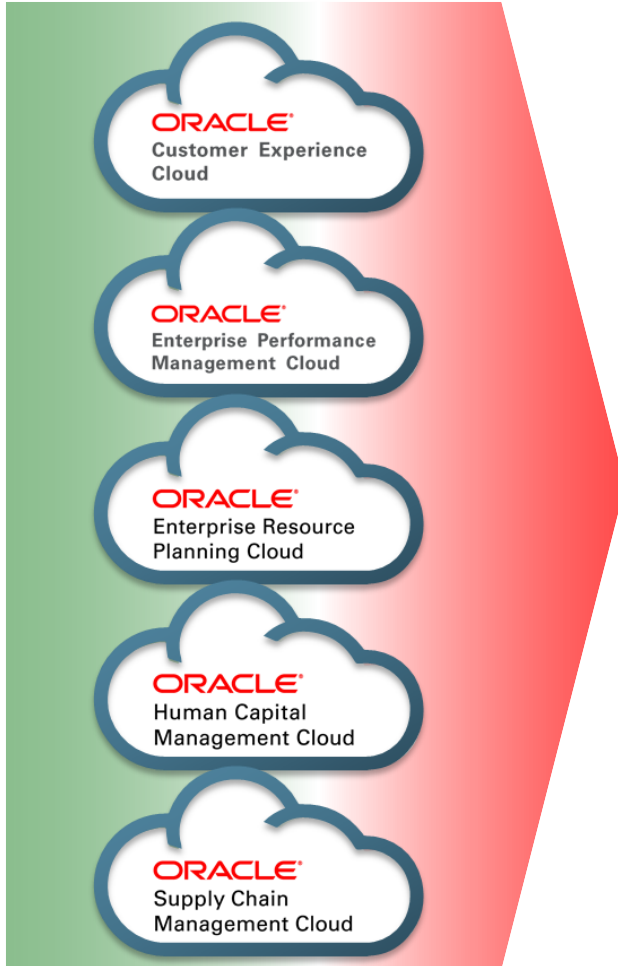 ORACLE®
Customer Experience
Cloud
ORACLE®
Enterprise Performance
Management Cloud
ORACLE®
Enterprise Resource
Planning Cloud
ORACLE®
Human Capital
Management Cloud
ORACLE®
Supply Chain
Management Cloud